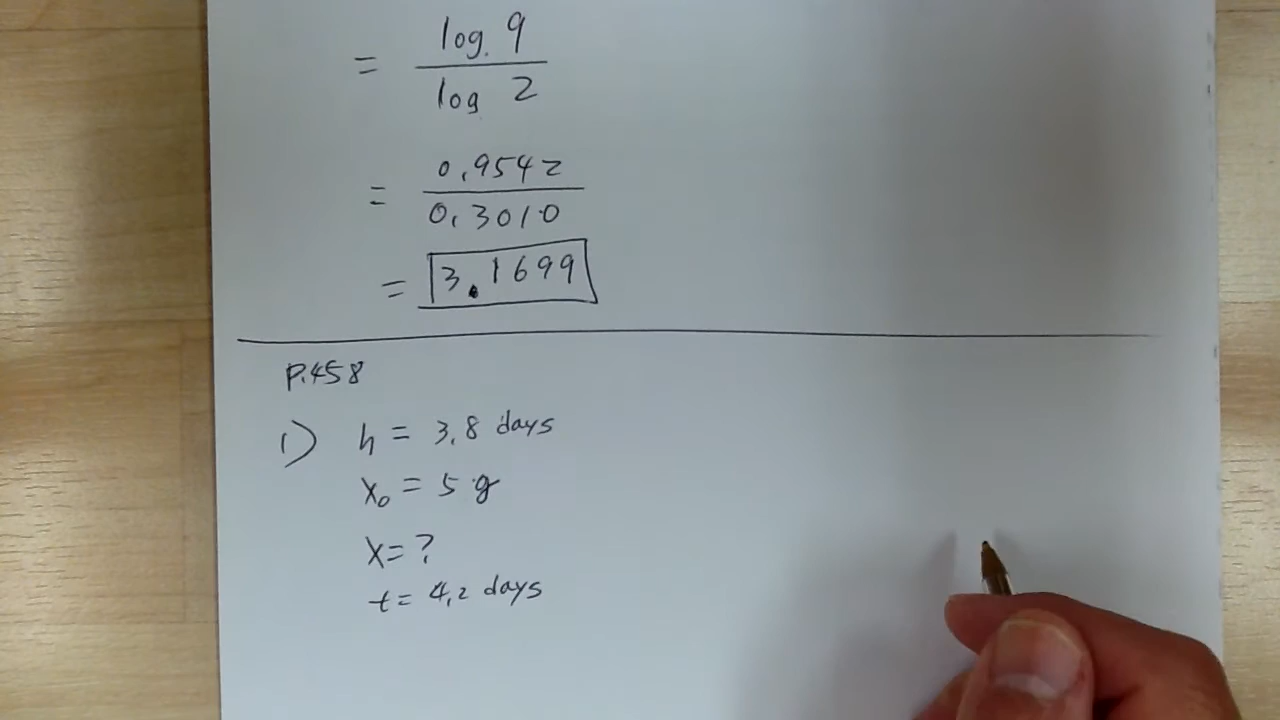 = log. 9
log 2
= 0.9542
0.3010
= 3.1699
P.458
1) h = 3.8 days
x₀ = 5 g
x = ?
t = 4.2 days